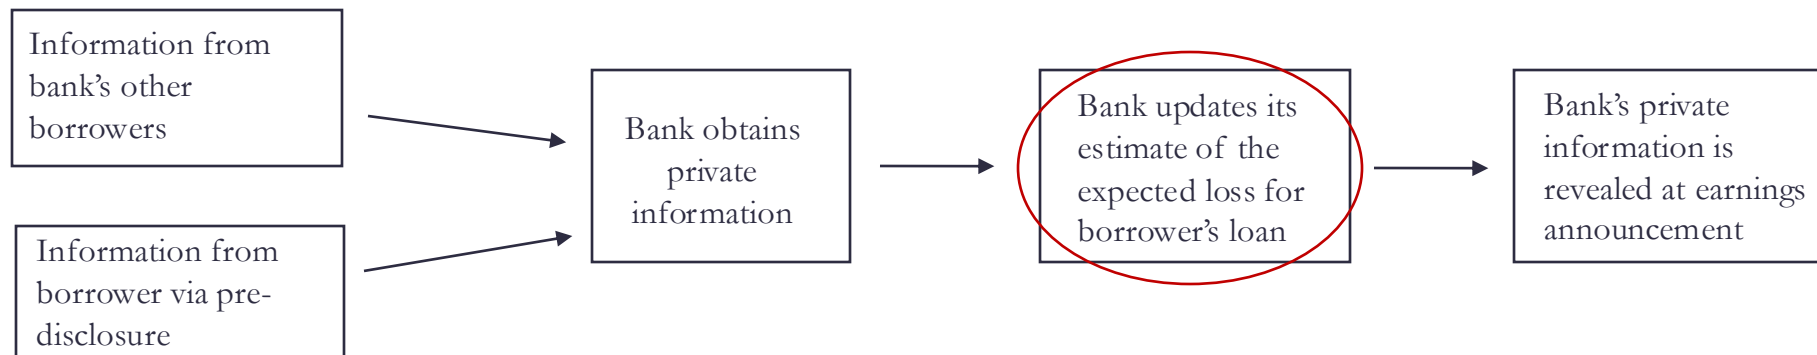 Information from
bank's other
borrowers
Information from
borrower via pre-
disclosure
Bank obtains
private
information
Bank updates its
estimate of the
expected loss for
borrower's loan
Bank's private
information is
revealed at earnings
announcement